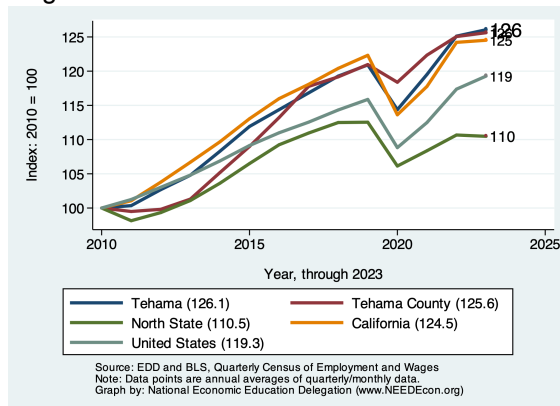 126
126
125
119
110
125
120
115
110
105
100
Index: 2010 = 100
2010
2015
2020
2025
Year, through 2023
Tehama (126.1)
Tehama County (125.6)
North State (110.5)
California (124.5)
United States (119.3)
Source: EDD and BLS, Quarterly Census of Employment and Wages
Note: Data points are annual averages of quarterly/monthly data.
Graph by: National Economic Education Delegation (www.NEEDEcon.org)